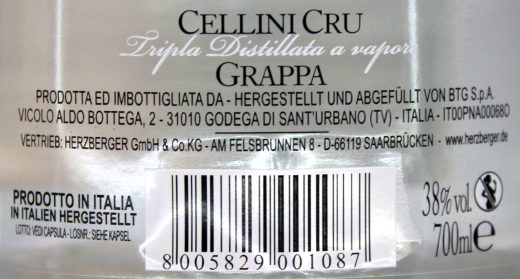 CELLINI CRU
Tripla Distillata a vapore
GRAPPA
PRODOTTA ED IMBOTTIGLIATA DA - HERGESTELLT UND ABGEFÜLLT VON BTG S.p.A.
VICOLO ALDO BOTTEGA, 2 - 31010 GODEGA DI SANT'URBANO (TV) - ITALIA - IT00PNA00068O
VERTRIEB: HERZBERGER GmbH & Co.KG - AM FELSBRUNNEN 8 - D-66119 SAARBRÜCKEN - www.herzberger.de
PRODOTTO IN ITALIA
IN ITALIEN HERGESTELLT
LOTTO: VEDI CAPSULA - LOSNR.: SIEHE KAPSEL
8 005829 001087
38% vol.
700ml e